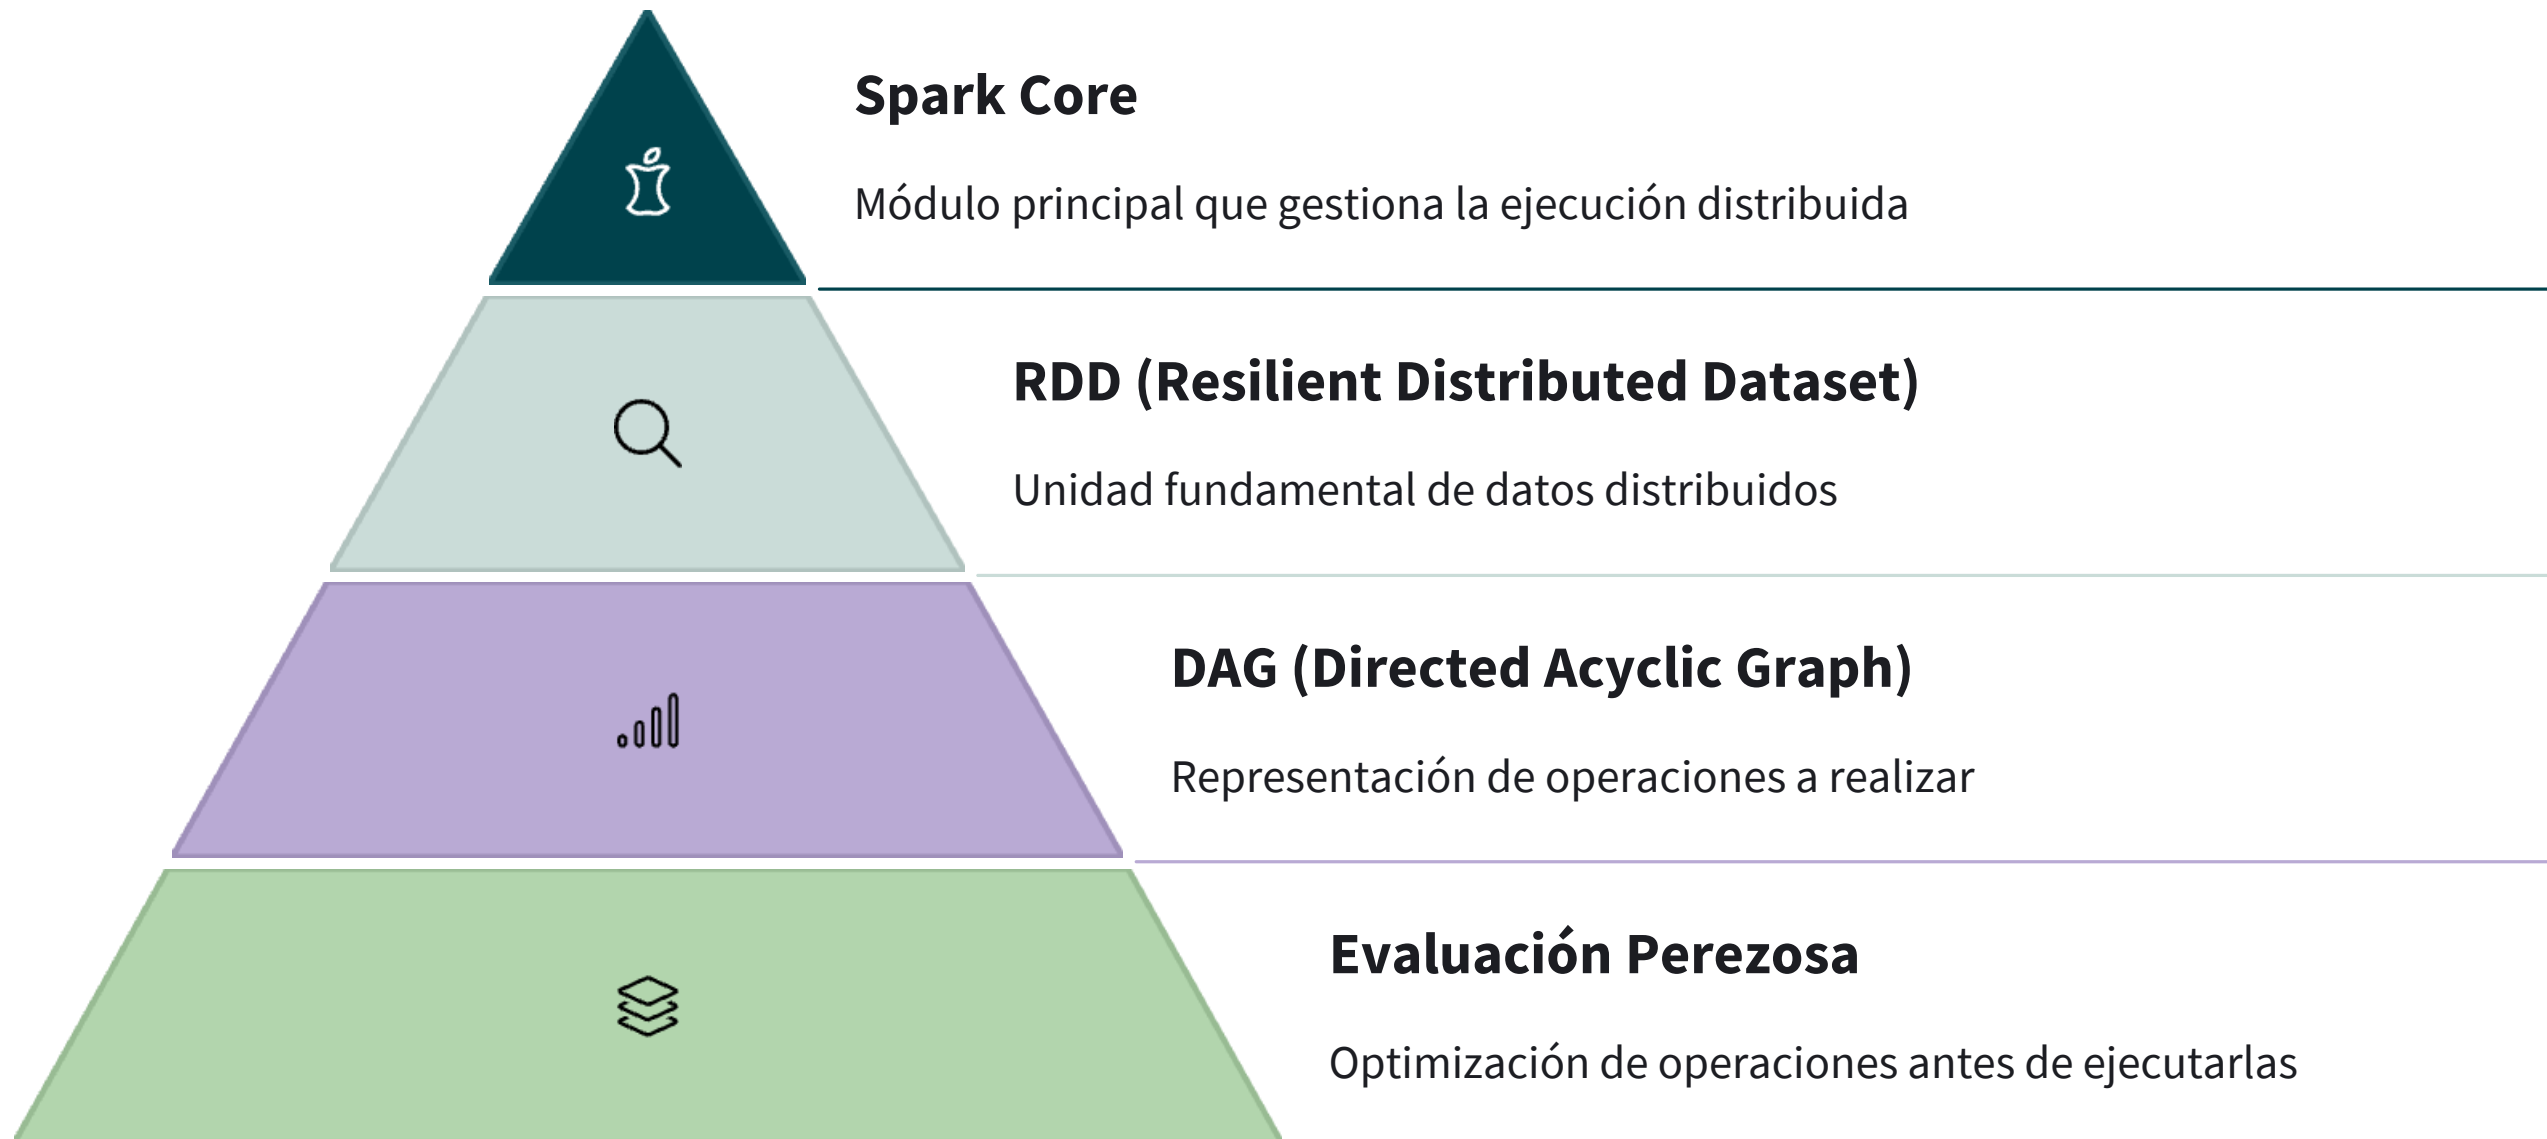 Spark Core
Módulo principal que gestiona la ejecución distribuida
RDD (Resilient Distributed Dataset)
Unidad fundamental de datos distribuidos
DAG (Directed Acyclic Graph)
Representación de operaciones a realizar
Evaluación Perezosa
Optimización de operaciones antes de ejecutarlas